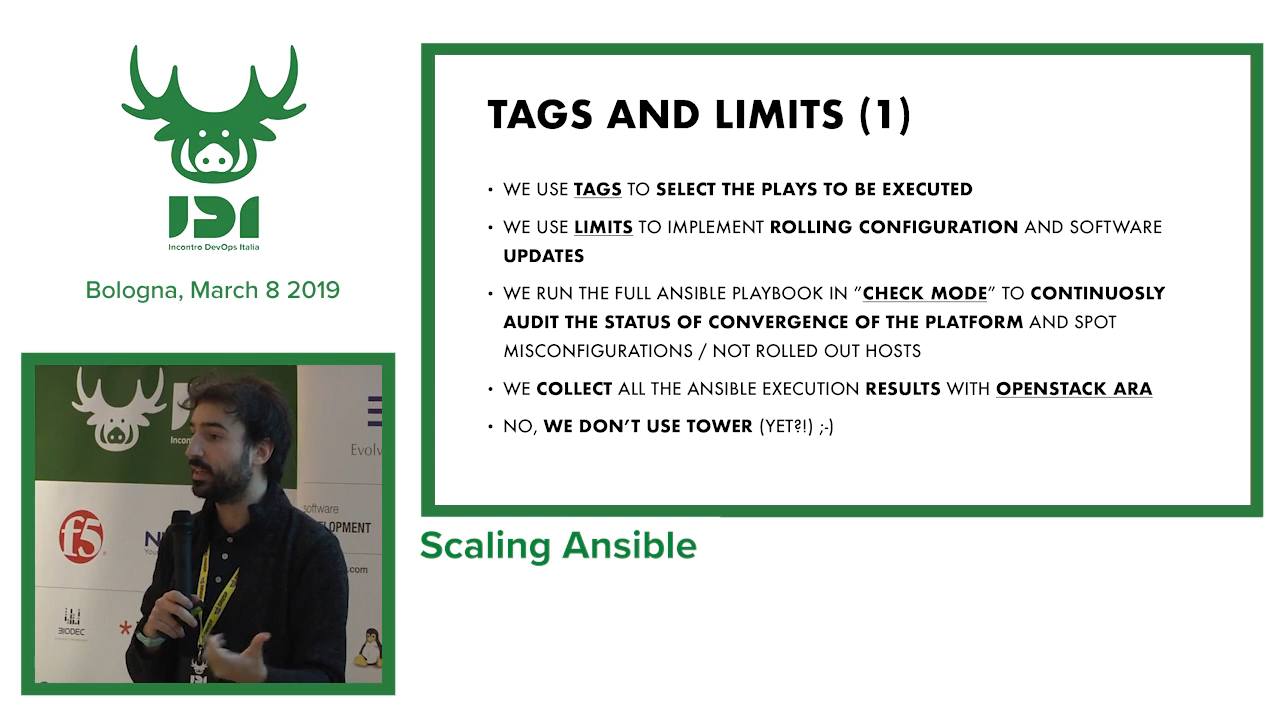 IDI
Incontro DevOps Italia
Bologna, March 8 2019
TAGS AND LIMITS (1)
• WE USE TAGS TO SELECT THE PLAYS TO BE EXECUTED
• WE USE LIMITS TO IMPLEMENT ROLLING CONFIGURATION AND SOFTWARE
UPDATES
• WE RUN THE FULL ANSIBLE PLAYBOOK IN "CHECK MODE" TO CONTINUOSLY
AUDIT THE STATUS OF CONVERGENCE OF THE PLATFORM AND SPOT
MISCONFIGURATIONS / NOT ROLLED OUT HOSTS
• WE COLLECT ALL THE ANSIBLE EXECUTION RESULTS WITH OPENSTACK ARA
• NO, WE DON'T USE TOWER (YET?!) ;-)
Scaling Ansible
Evolv
software
f5
BIODEC
.com